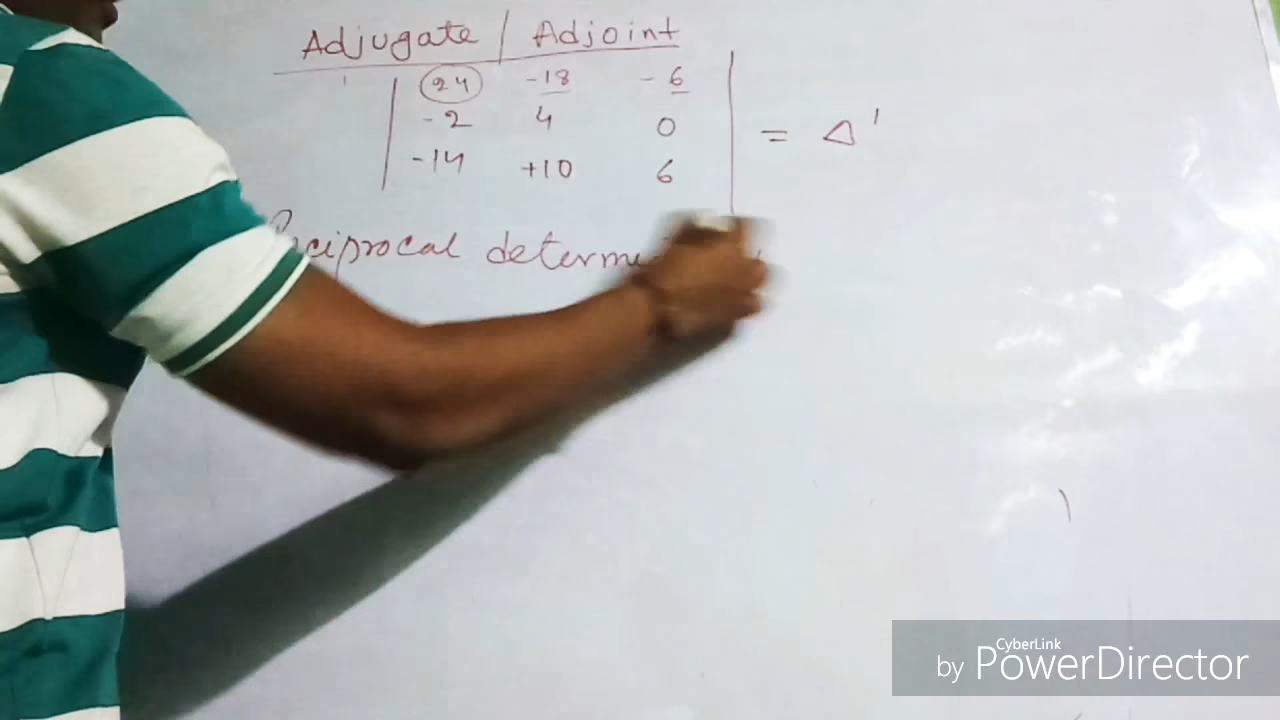 Adjugate / Adjoint
24 -18 -6
-2 4 0 = Δ'
-14 +10 6
CyberLink
by PowerDirector